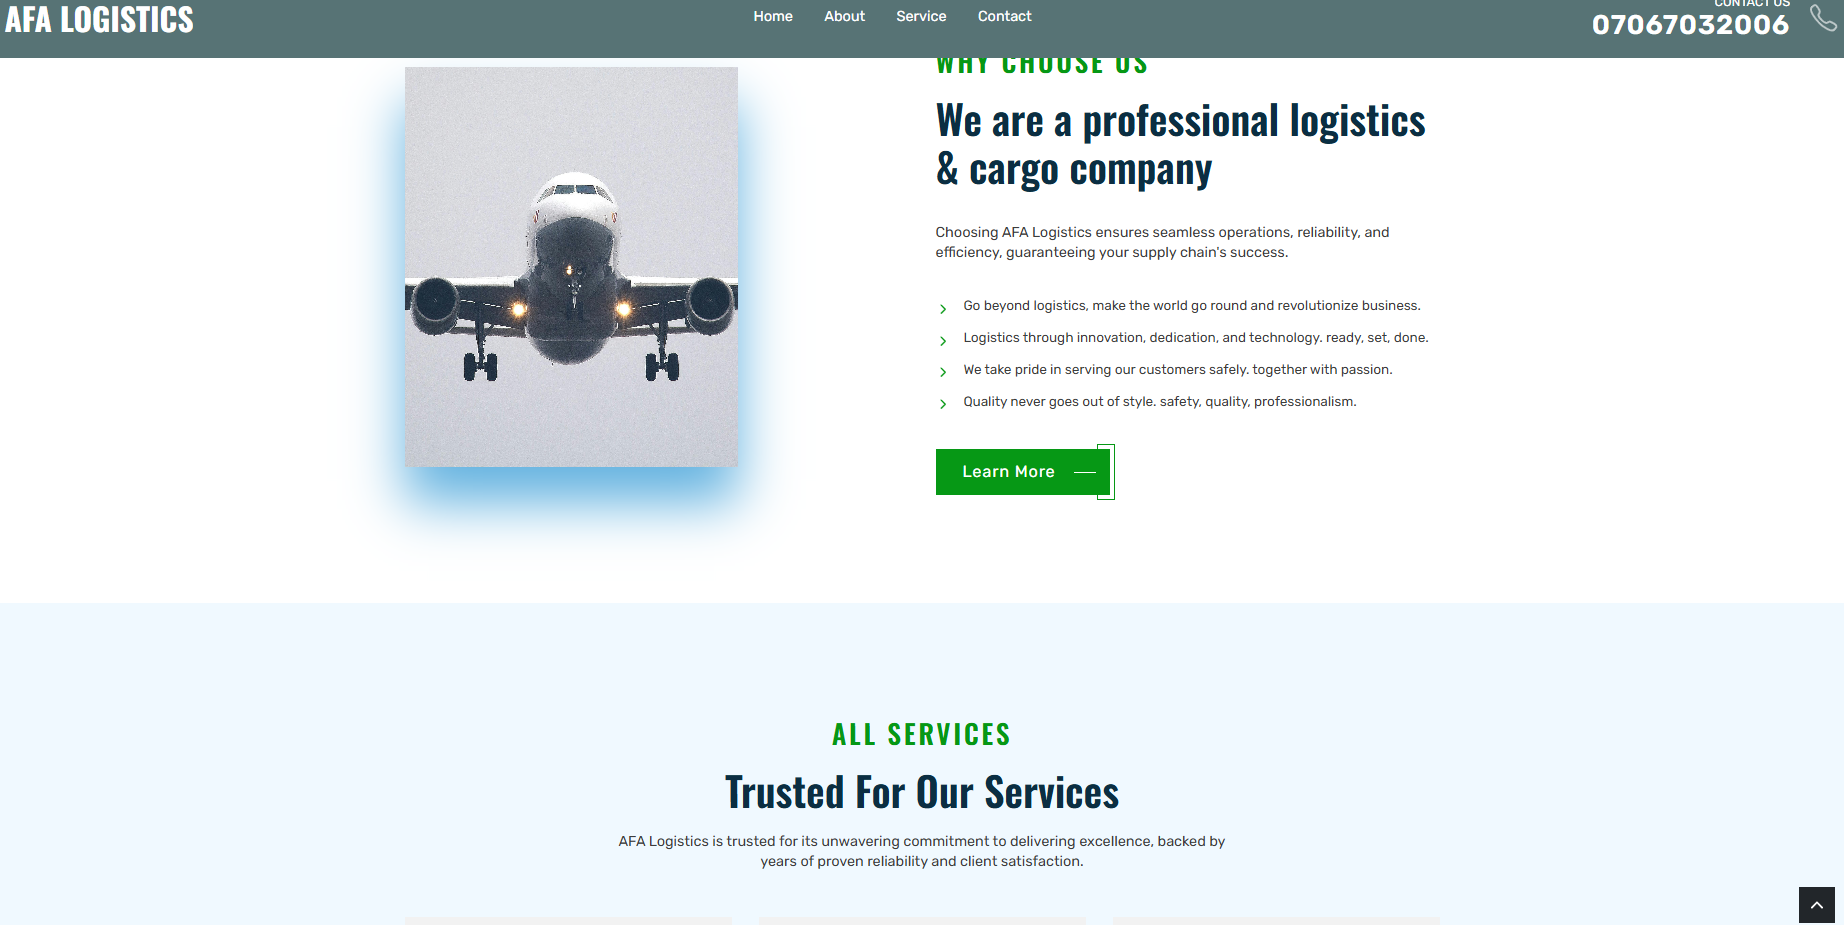 AFA LOGISTICS
Home
About
Service
Contact
CONTACT US
07067032006
WHY CHOOSE US
We are a professional logistics
& cargo company
Choosing AFA Logistics ensures seamless operations, reliability, and
efficiency, guaranteeing your supply chain's success.
Go beyond logistics, make the world go round and revolutionize business.
Logistics through innovation, dedication, and technology. ready, set, done.
We take pride in serving our customers safely. together with passion.
Quality never goes out of style. safety, quality, professionalism.
Learn More
ALL SERVICES
Trusted For Our Services
AFA Logistics is trusted for its unwavering commitment to delivering excellence, backed by
years of proven reliability and client satisfaction.